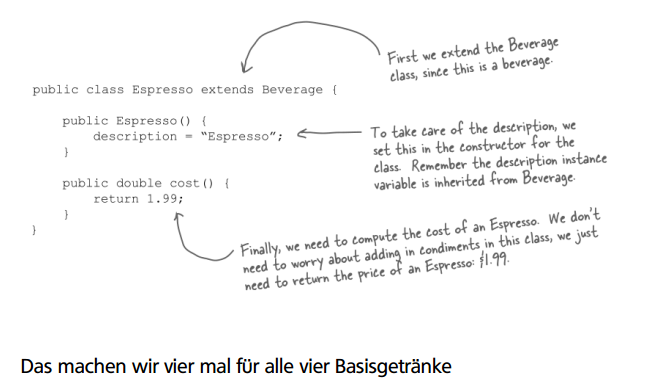 First we extend the Beverage
class, since this is a beverage.
public class Espresso extends Beverage {
public Espresso() {
description = “Espresso”;
}
To take care of the description, we
set this in the constructor for the
class. Remember the description instance
variable is inherited from Beverage.
public double cost() {
return 1.99;
}
}
Finally, we need to compute the cost of an Espresso. We don't
need to worry about adding in condiments in this class, we just
need to return the price of an Espresso: $1.99.
Das machen wir vier mal für alle vier Basisgetränke